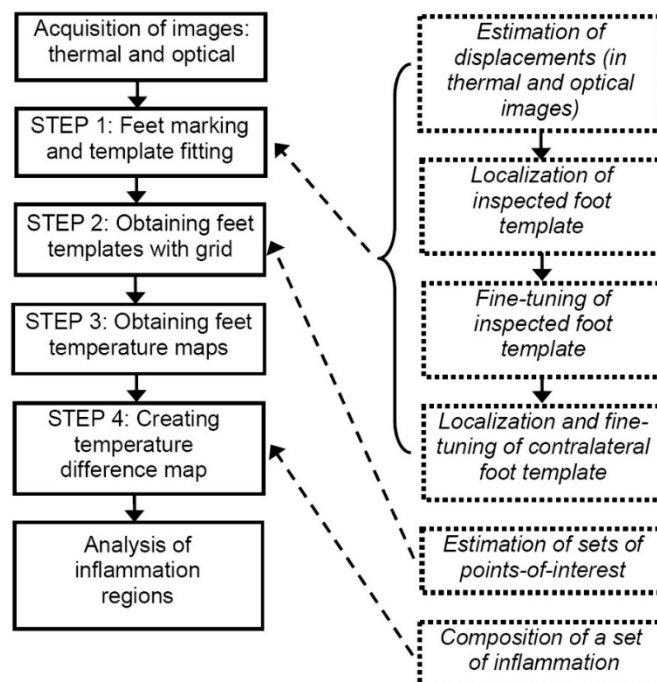 Acquisition of images:
thermal and optical
STEP 1: Feet marking
and template fitting
STEP 2: Obtaining feet
templates with grid
STEP 3: Obtaining feet
temperature maps
STEP 4: Creating
temperature
difference map
Analysis of
inflammation
regions
Estimation of
displacements (in
thermal and optical
images)
Localization of
inspected foot
template
Fine-tuning of
inspected foot
template
Localization and fine-
tuning of contralateral
foot template
Estimation of sets of
points-of-interest
Composition of a set
of inflammation